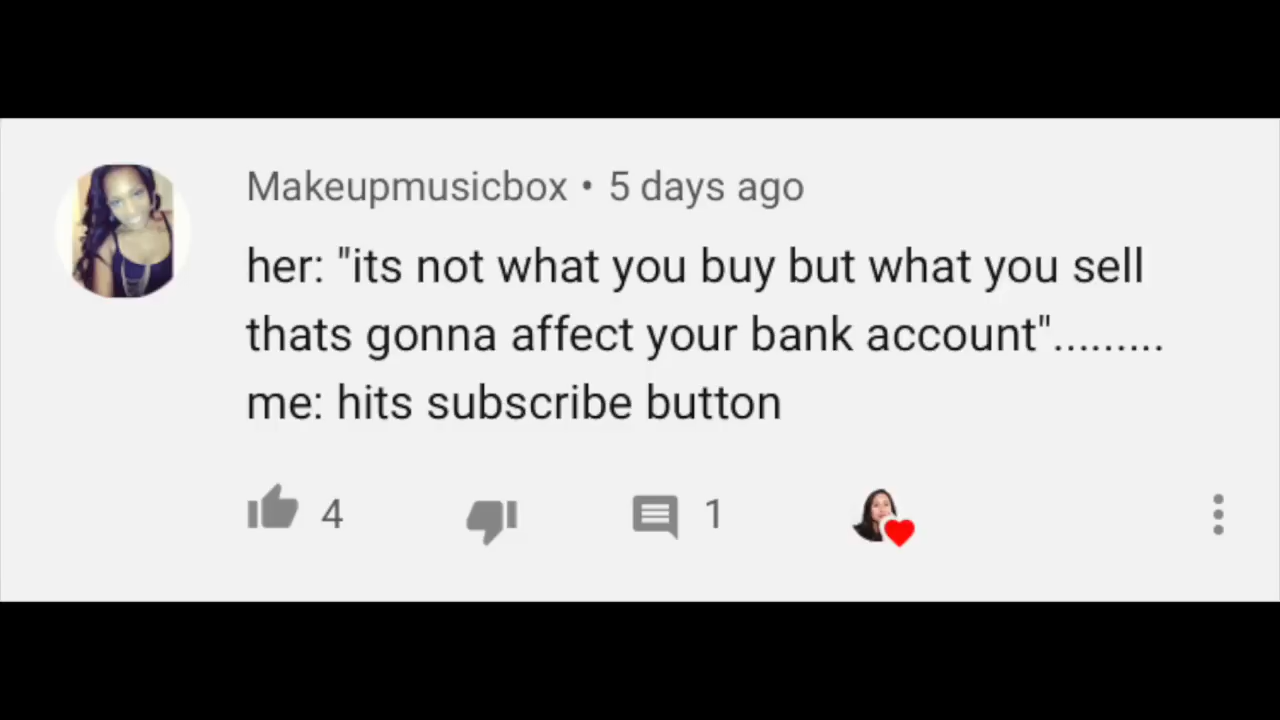 Makeupmusicbox • 5 days ago
her: "its not what you buy but what you sell
thats gonna affect your bank account".........
me: hits subscribe button
4 1